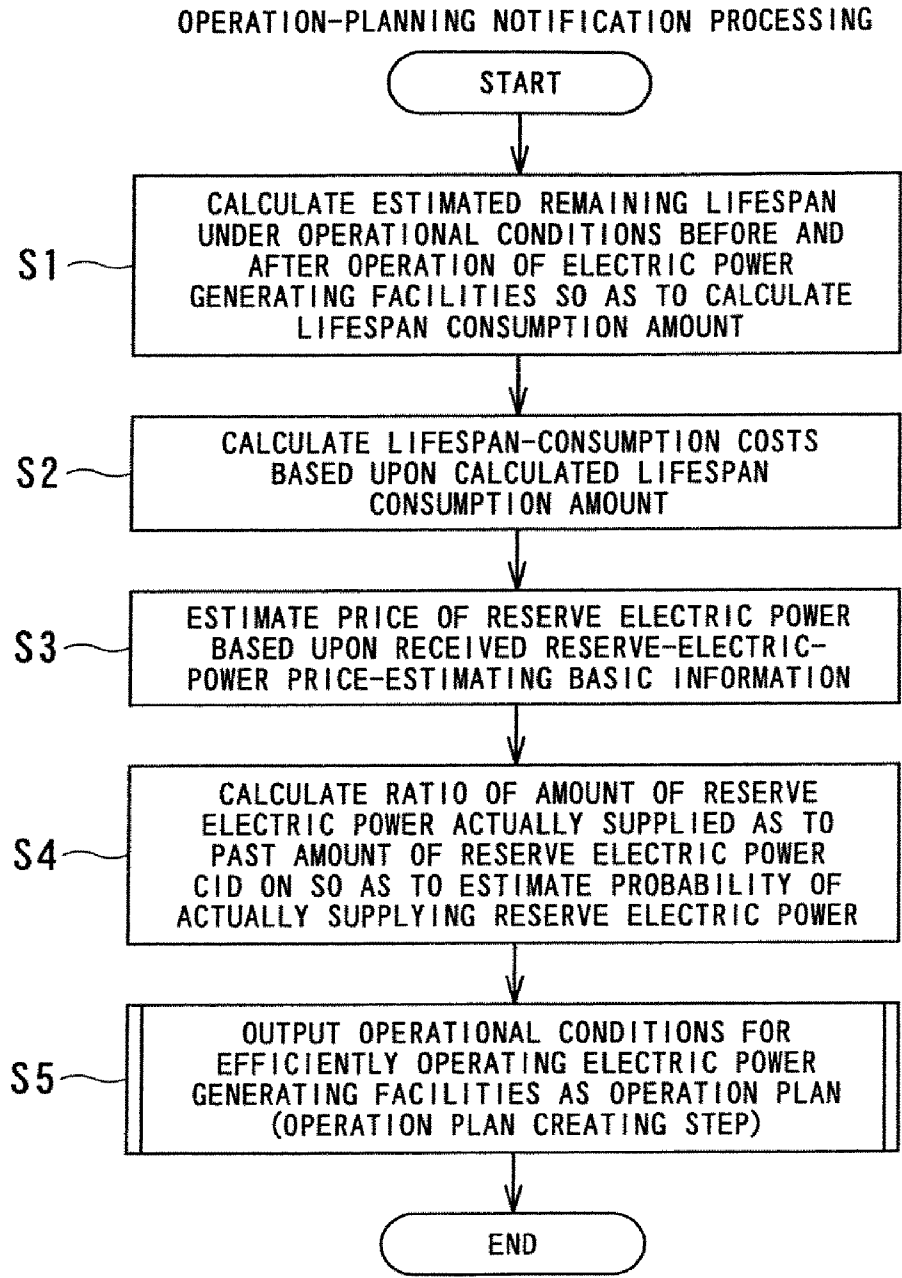 OPERATION-PLANNING NOTIFICATION PROCESSING
START
S1
CALCULATE ESTIMATED REMAINING LIFESPAN
UNDER OPERATIONAL CONDITIONS BEFORE AND
AFTER OPERATION OF ELECTRIC POWER
GENERATING FACILITIES SO AS TO CALCULATE
LIFESPAN CONSUMPTION AMOUNT
S2
CALCULATE LIFESPAN-CONSUMPTION COSTS
BASED UPON CALCULATED LIFESPAN
CONSUMPTION AMOUNT
S3
ESTIMATE PRICE OF RESERVE ELECTRIC POWER
BASED UPON RECEIVED RESERVE-ELECTRIC-
POWER PRICE-ESTIMATING BASIC INFORMATION
S4
CALCULATE RATIO OF AMOUNT OF RESERVE
ELECTRIC POWER ACTUALLY SUPPLIED AS TO
PAST AMOUNT OF RESERVE ELECTRIC POWER
CID ON SO AS TO ESTIMATE PROBABILITY OF
ACTUALLY SUPPLYING RESERVE ELECTRIC POWER
S5
OUTPUT OPERATIONAL CONDITIONS FOR
EFFICIENTLY OPERATING ELECTRIC POWER
GENERATING FACILITIES AS OPERATION PLAN
(OPERATION PLAN CREATING STEP)
END